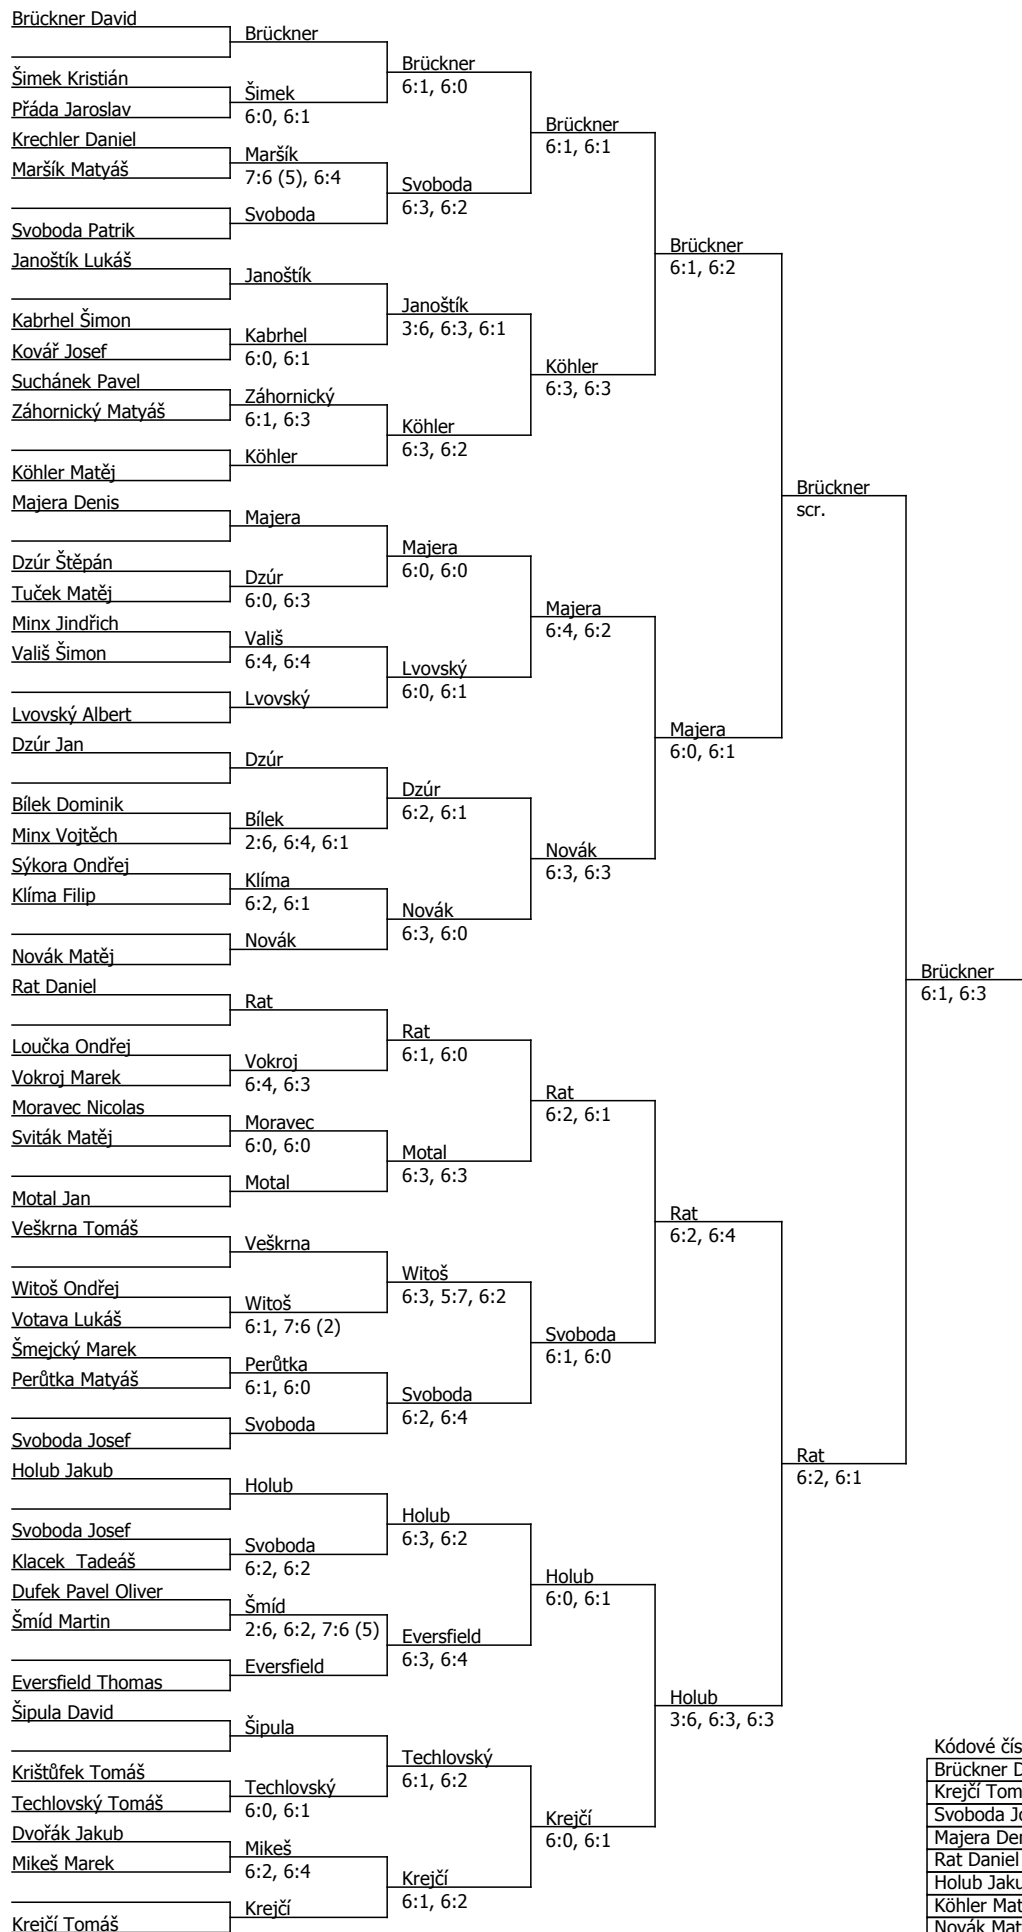 Brückner David
Šimek Kristián
Přáda Jaroslav
Krechler Daniel
Maršík Matyáš
Svoboda Patrik
Janoštík Lukáš
Kabrhel Šimon
Kovář Josef
Suchánek Pavel
Záhornický Matyáš
Köhler Matěj
Majera Denis
Dzúr Štěpán
Tuček Matěj
Minx Jindřich
Vališ Šimon
Lvovský Albert
Dzúr Jan
Bílek Dominik
Minx Vojtěch
Sýkora Ondřej
Klíma Filip
Novák Matěj
Rat Daniel
Loučka Ondřej
Vokroj Marek
Moravec Nicolas
Sviták Matěj
Motal Jan
Veškrna Tomáš
Witoš Ondřej
Votava Lukáš
Šmejcký Marek
Perůtka Matyáš
Svoboda Josef
Holub Jakub
Svoboda Josef
Klacek  Tadeáš
Dufek Pavel Oliver
Šmíd Martin
Eversfield Thomas
Šipula David
Krištůfek Tomáš
Techlovský Tomáš
Dvořák Jakub
Mikeš Marek
Krejčí Tomáš
Brückner
Šimek
6:0, 6:1
Maršík
7:6 (5), 6:4
Svoboda
Janoštík
Kabrhel
6:0, 6:1
Záhornický
6:1, 6:3
Köhler
Majera
Dzúr
6:0, 6:3
Vališ
6:4, 6:4
Lvovský
Dzúr
Bílek
2:6, 6:4, 6:1
Klíma
6:2, 6:1
Novák
Rat
Vokroj
6:4, 6:3
Moravec
6:0, 6:0
Motal
Veškrna
Witoš
6:1, 7:6 (2)
Perůtka
6:1, 6:0
Svoboda
Holub
Svoboda
6:2, 6:2
Šmíd
2:6, 6:2, 7:6 (5)
Eversfield
Šipula
Techlovský
6:0, 6:1
Mikeš
6:2, 6:4
Krejčí
Brückner
6:1, 6:0
Svoboda
6:3, 6:2
Janoštík
3:6, 6:3, 6:1
Köhler
6:3, 6:2
Majera
6:0, 6:0
Lvovský
6:0, 6:1
Dzúr
6:2, 6:1
Novák
6:3, 6:0
Rat
6:1, 6:0
Motal
6:3, 6:3
Witoš
6:3, 5:7, 6:2
Svoboda
6:2, 6:4
Holub
6:3, 6:2
Eversfield
6:3, 6:4
Techlovský
6:1, 6:2
Krejčí
6:1, 6:2
Brückner
6:1, 6:1
Köhler
6:3, 6:3
Majera
6:4, 6:2
Novák
6:3, 6:3
Rat
6:2, 6:1
Svoboda
6:1, 6:0
Holub
6:0, 6:1
Krejčí
6:0, 6:1
Brückner
6:1, 6:2
Majera
6:0, 6:1
Rat
6:2, 6:4
Holub
3:6, 6:3, 6:3
Brückner
scr.
Rat
6:2, 6:1
Brückner
6:1, 6:3
Kódové čís
Brückner D
Krejčí Tom
Svoboda Jo
Majera Der
Rat Daniel
Holub Jaku
Köhler Mat
Novák Mat